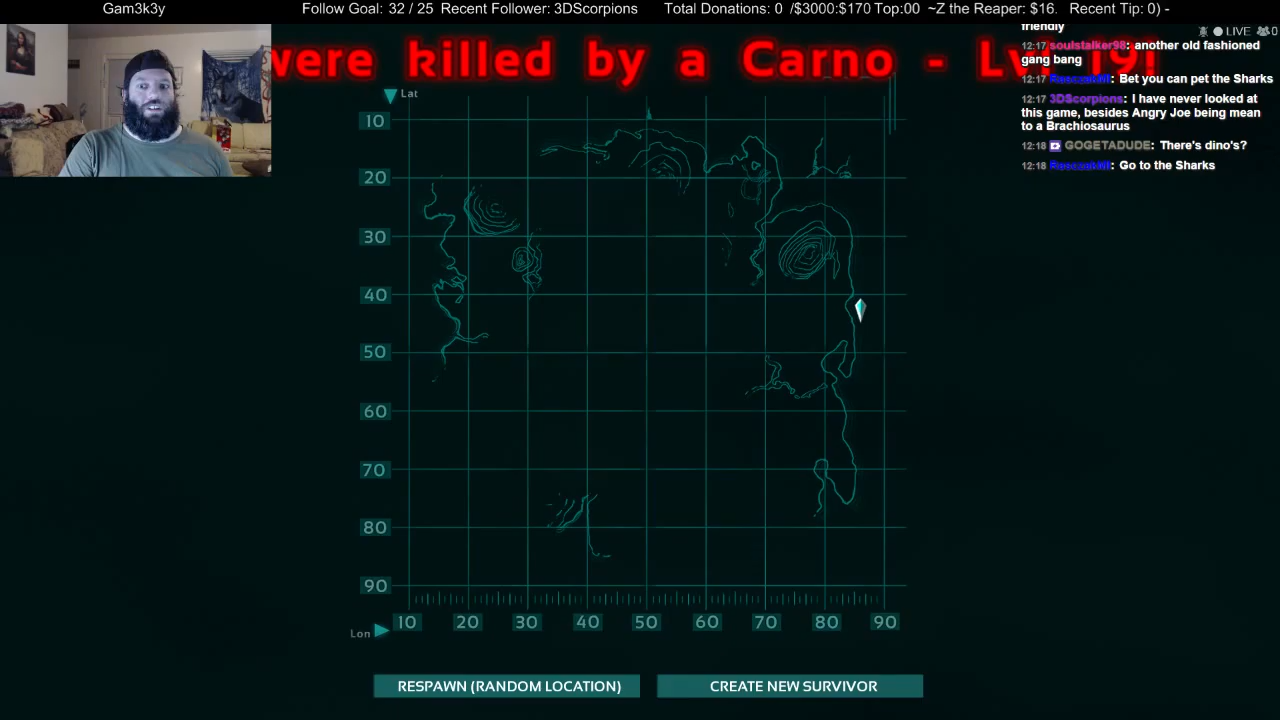 Gam3k3y
Follow Goal: 32 / 25 Recent Follower: 3DScorpions Total Donations: 0 /$3000:$170 Top:00 ~Z the Reaper: $16. Recent Tip: 0) -
were killed by a Carno - Lvl 19!
friendly
LIVE 0
12:17 soulstalker98: another old fashioned
gang bang
12:17 Bet you can pet the Sharks
12:17 3DScorpions: I have never looked at
this game, besides Angry Joe being mean
to a Brachiosaurus
12:18 GOGETADUDE: There's dino's?
12:18 Go to the Sharks
Lat
10
20
30
40
50
60
70
80
90
Lon 10 20 30 40 50 60 70 80 90
RESPAWN (RANDOM LOCATION)
CREATE NEW SURVIVOR